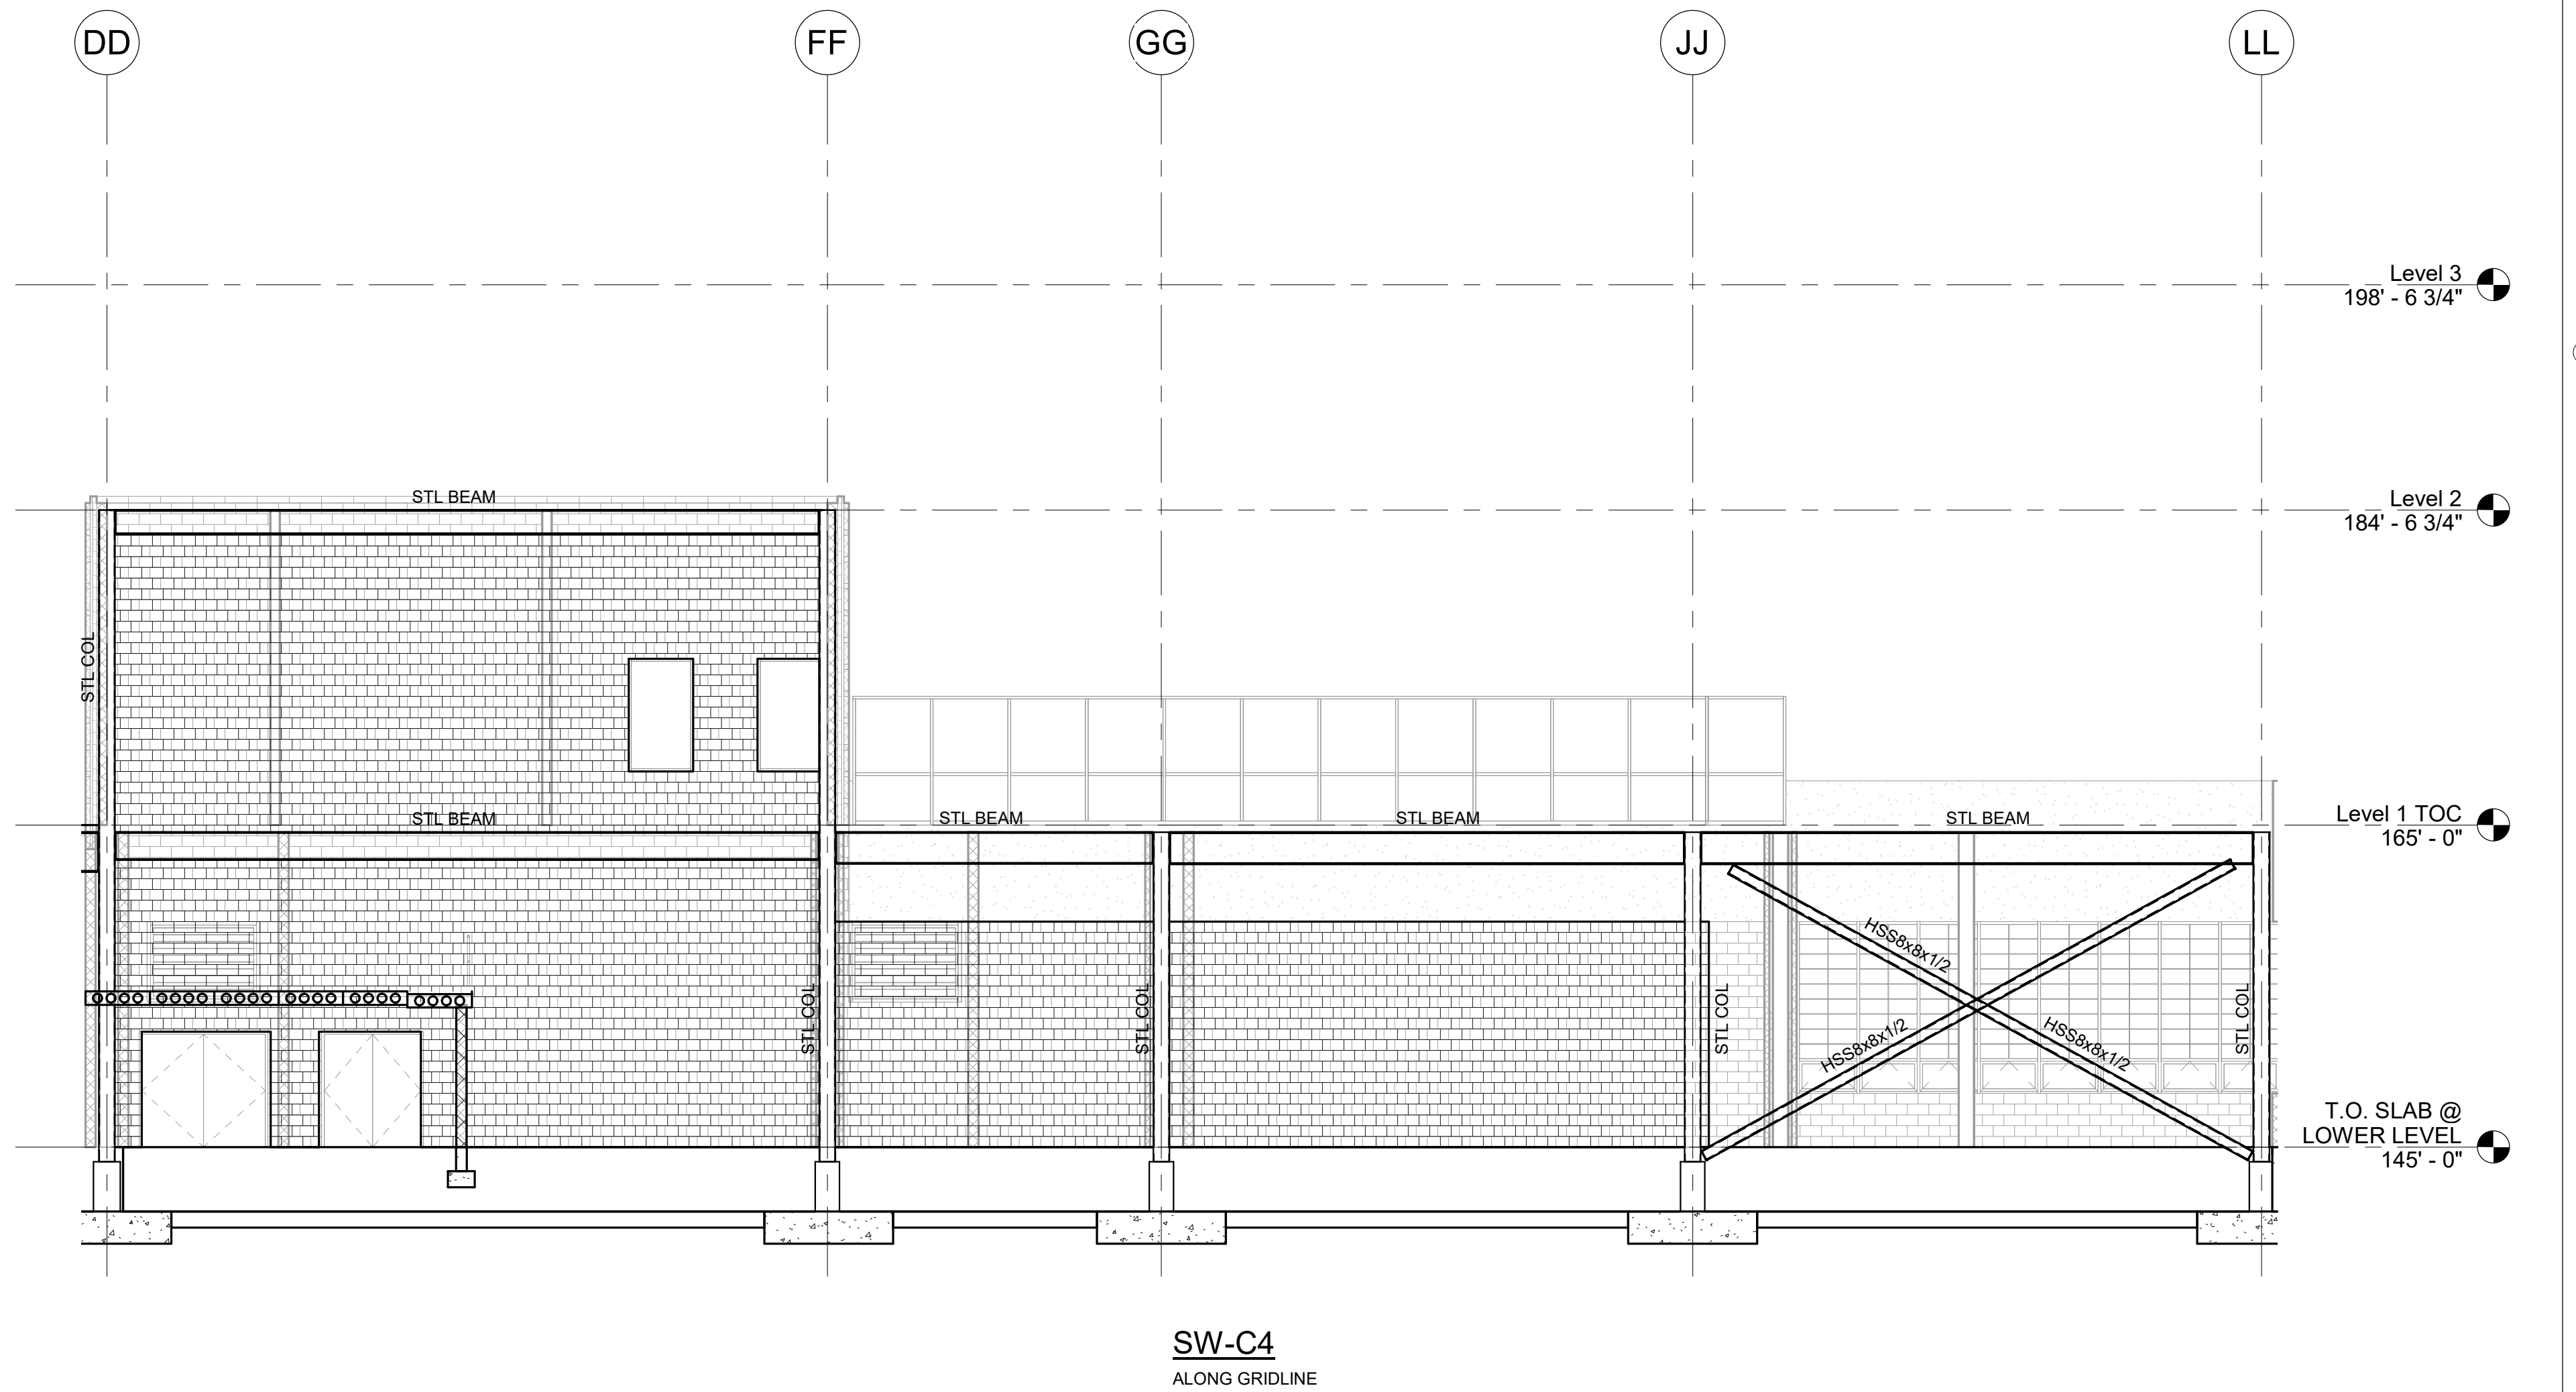 DD FF GG JJ LL
Level 3
198' - 6 3/4"
STL BEAM
Level 2
184' - 6 3/4"
STL COL
STL BEAM
STL BEAM
STL BEAM
STL BEAM
Level 1 TOC
165' - 0"
HSS8x8x1/2
STL COL
STL COL
STL COL
HSS8x8x1/2
HSS8x8x1/2
STL COL
T.O. SLAB @
LOWER LEVEL
145' - 0"
SW-C4
ALONG GRIDLINE